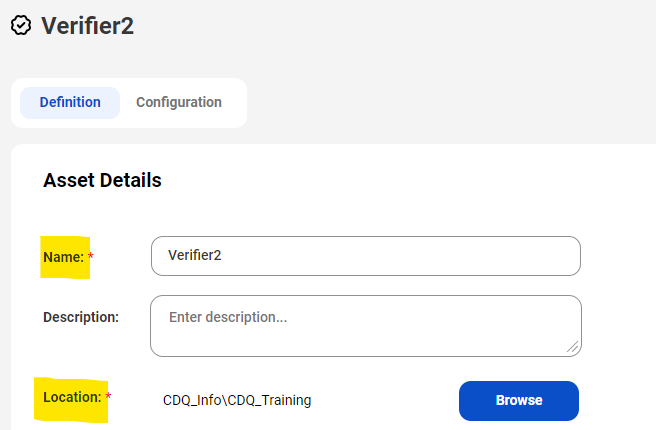 Verifier2
Definition Configuration
Asset Details
Name: * Verifier2
Description: Enter description...
Location: * CDQ_Info\CDQ_Training Browse